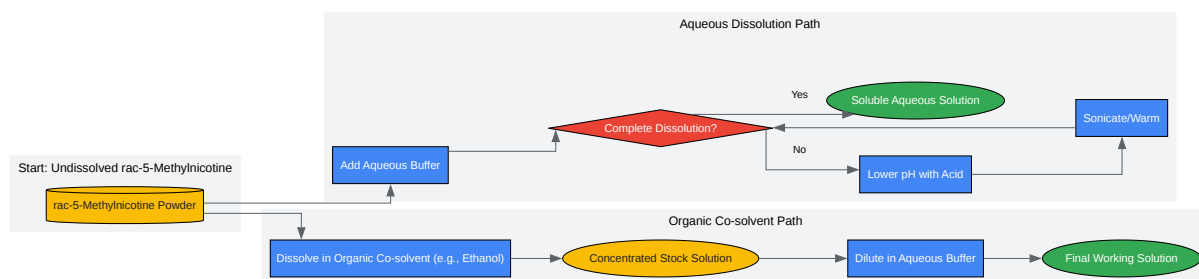 Aqueous Dissolution Path
Yes
Soluble Aqueous Solution
Complete Dissolution?
Sonicate/Warm
No
Add Aqueous Buffer
Lower pH with Acid
Start: Undissolved rac-5-Methylnicotine
rac-5-Methylnicotine Powder
Organic Co-solvent Path
Dissolve in Organic Co-solvent (e.g., Ethanol)
Concentrated Stock Solution
Dilute in Aqueous Buffer
Final Working Solution